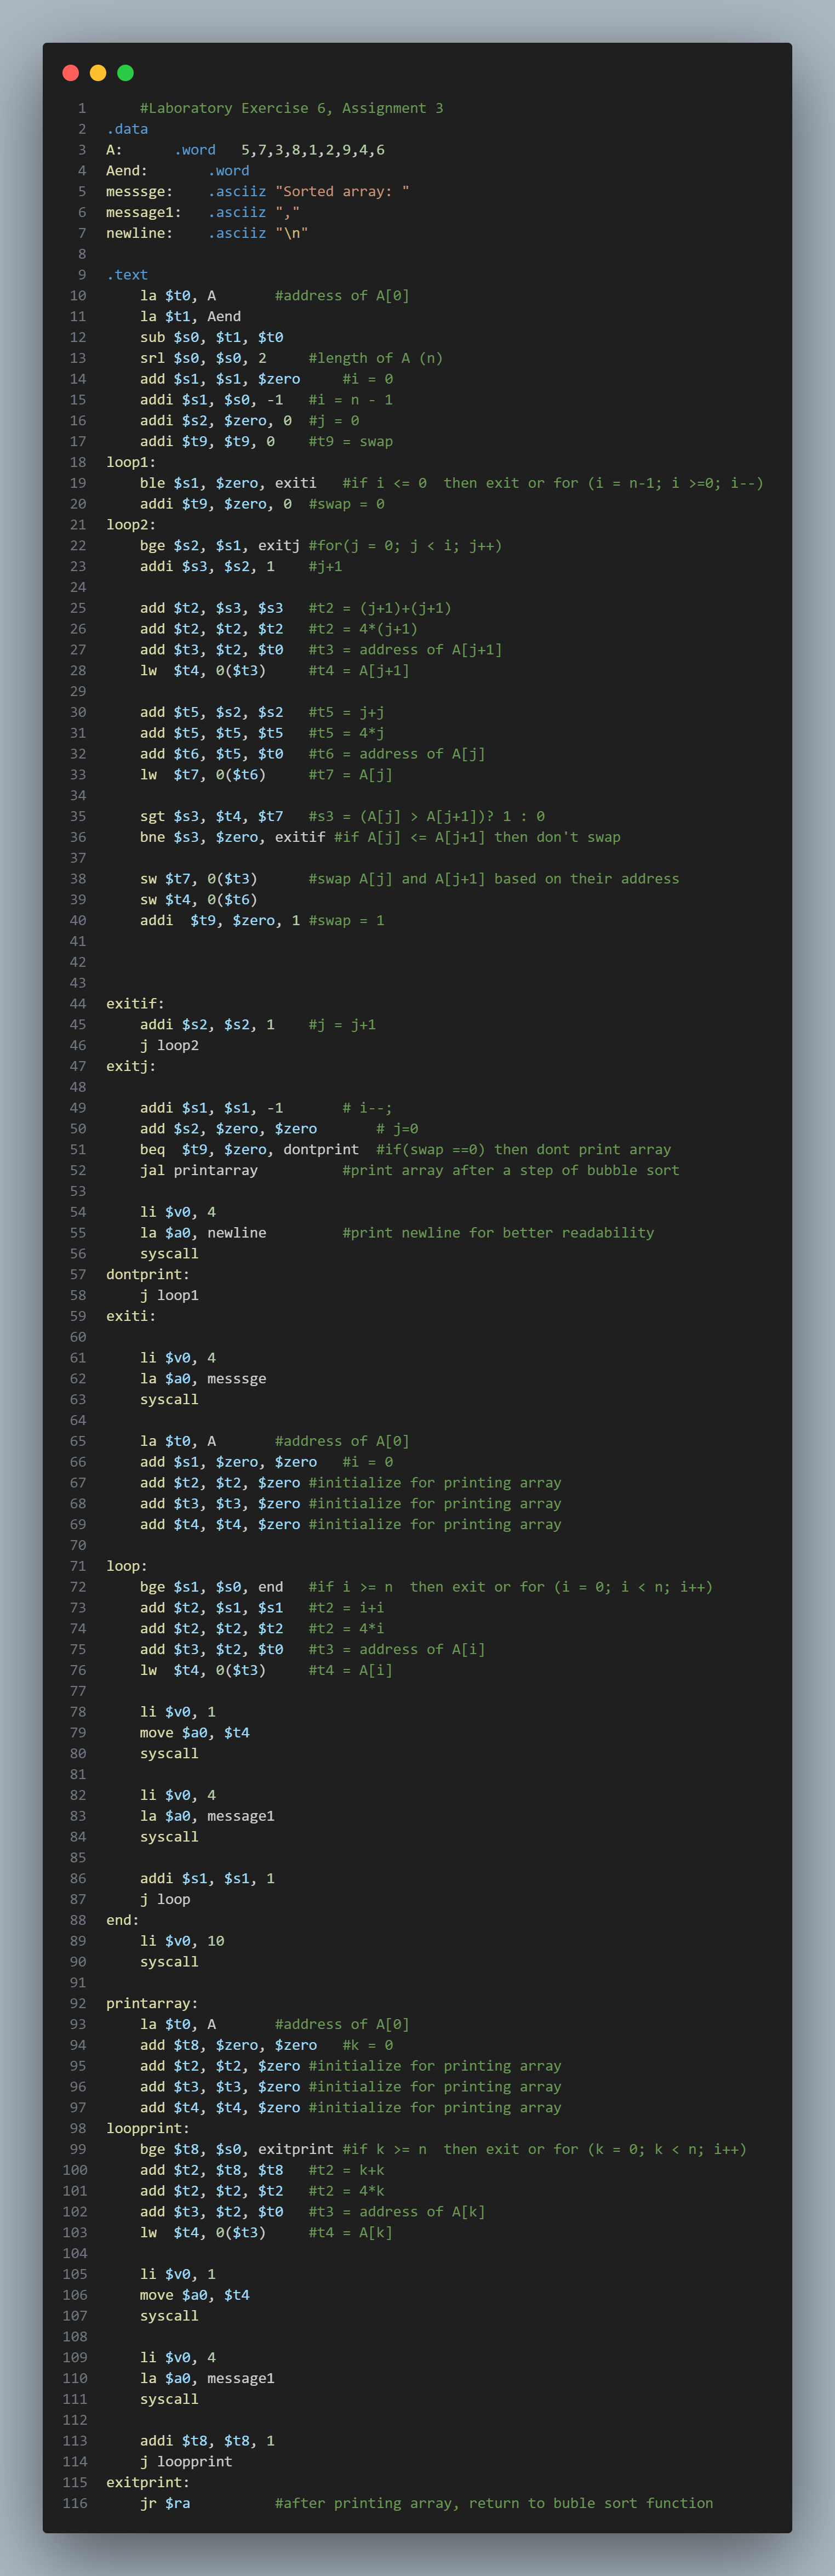 1 #Laboratory Exercise 6, Assignment 3
2 .data
3 A: .word 5,7,3,8,1,2,9,4,6
4 Aend: .word
5 messsge: .asciiz "Sorted array: "
6 message1: .asciiz ","
7 newline: .asciiz "\n"
8
9 .text
10 la $t0, A #address of A[0]
11 la $t1, Aend
12 sub $s0, $t1, $t0
13 srl $s0, $s0, 2 #length of A (n)
14 add $s1, $s1, $zero #i = 0
15 addi $s1, $s0, -1 #i = n - 1
16 addi $s2, $zero, 0 #j = 0
17 addi $t9, $t9, 0 #t9 = swap
18 loop1:
19 ble $s1, $zero, exiti #if i <= 0 then exit or for (i = n-1; i >=0; i--)
20 addi $t9, $zero, 0 #swap = 0
21 loop2:
22 bge $s2, $s1, exitj #for(j = 0; j < i; j++)
23 addi $s3, $s2, 1 #j+1
24
25 add $t2, $s3, $s3 #t2 = (j+1)+(j+1)
26 add $t2, $t2, $t2 #t2 = 4*(j+1)
27 add $t3, $t2, $t0 #t3 = address of A[j+1]
28 lw $t4, 0($t3) #t4 = A[j+1]
29
30 add $t5, $s2, $s2 #t5 = j+j
31 add $t5, $t5, $t5 #t5 = 4*j
32 add $t6, $t5, $t0 #t6 = address of A[j]
33 lw $t7, 0($t6) #t7 = A[j]
34
35 sgt $s3, $t4, $t7 #s3 = (A[j] > A[j+1])? 1 : 0
36 bne $s3, $zero, exitif #if A[j] <= A[j+1] then don't swap
37
38 sw $t7, 0($t3) #swap A[j] and A[j+1] based on their address
39 sw $t4, 0($t6)
40 addi $t9, $zero, 1 #swap = 1
41
42
43
44 exitif:
45 addi $s2, $s2, 1 #j = j+1
46 j loop2
47 exitj:
48
49 addi $s1, $s1, -1 # i--;
50 add $s2, $zero, $zero # j=0
51 beq $t9, $zero, dontprint #if(swap ==0) then dont print array
52 jal printarray #print array after a step of bubble sort
53
54 li $v0, 4
55 la $a0, newline #print newline for better readability
56 syscall
57 dontprint:
58 j loop1
59 exiti:
60
61 li $v0, 4
62 la $a0, messsge
63 syscall
64
65 la $t0, A #address of A[0]
66 add $s1, $zero, $zero #i = 0
67 add $t2, $t2, $zero #initialize for printing array
68 add $t3, $t3, $zero #initialize for printing array
69 add $t4, $t4, $zero #initialize for printing array
70
71 loop:
72 bge $s1, $s0, end #if i >= n then exit or for (i = 0; i < n; i++)
73 add $t2, $s1, $s1 #t2 = i+i
74 add $t2, $t2, $t2 #t2 = 4*i
75 add $t3, $t2, $t0 #t3 = address of A[i]
76 lw $t4, 0($t3) #t4 = A[i]
77
78 li $v0, 1
79 move $a0, $t4
80 syscall
81
82 li $v0, 4
83 la $a0, message1
84 syscall
85
86 addi $s1, $s1, 1
87 j loop
88 end:
89 li $v0, 10
90 syscall
91
92 printarray:
93 la $t0, A #address of A[0]
94 add $t8, $zero, $zero #k = 0
95 add $t2, $t2, $zero #initialize for printing array
96 add $t3, $t3, $zero #initialize for printing array
97 add $t4, $t4, $zero #initialize for printing array
98 loopprint:
99 bge $t8, $s0, exitprint #if k >= n then exit or for (k = 0; k < n; i++)
100 add $t2, $t8, $t8 #t2 = k+k
101 add $t2, $t2, $t2 #t2 = 4*k
102 add $t3, $t2, $t0 #t3 = address of A[k]
103 lw $t4, 0($t3) #t4 = A[k]
104
105 li $v0, 1
106 move $a0, $t4
107 syscall
108
109 li $v0, 4
110 la $a0, message1
111 syscall
112
113 addi $t8, $t8, 1
114 j loopprint
115 exitprint:
116 jr $ra #after printing array, return to buble sort function